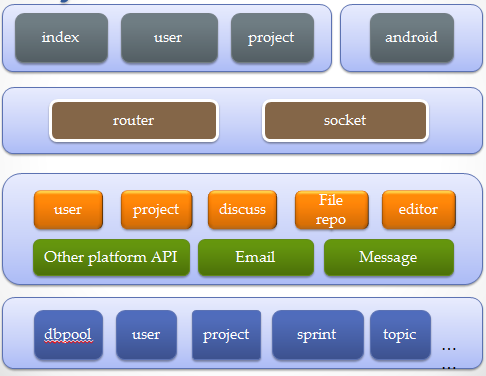 index user project android
router socket
user project discuss File repo editor
Other platform API Email Message
dbpool user project sprint topic ...
...